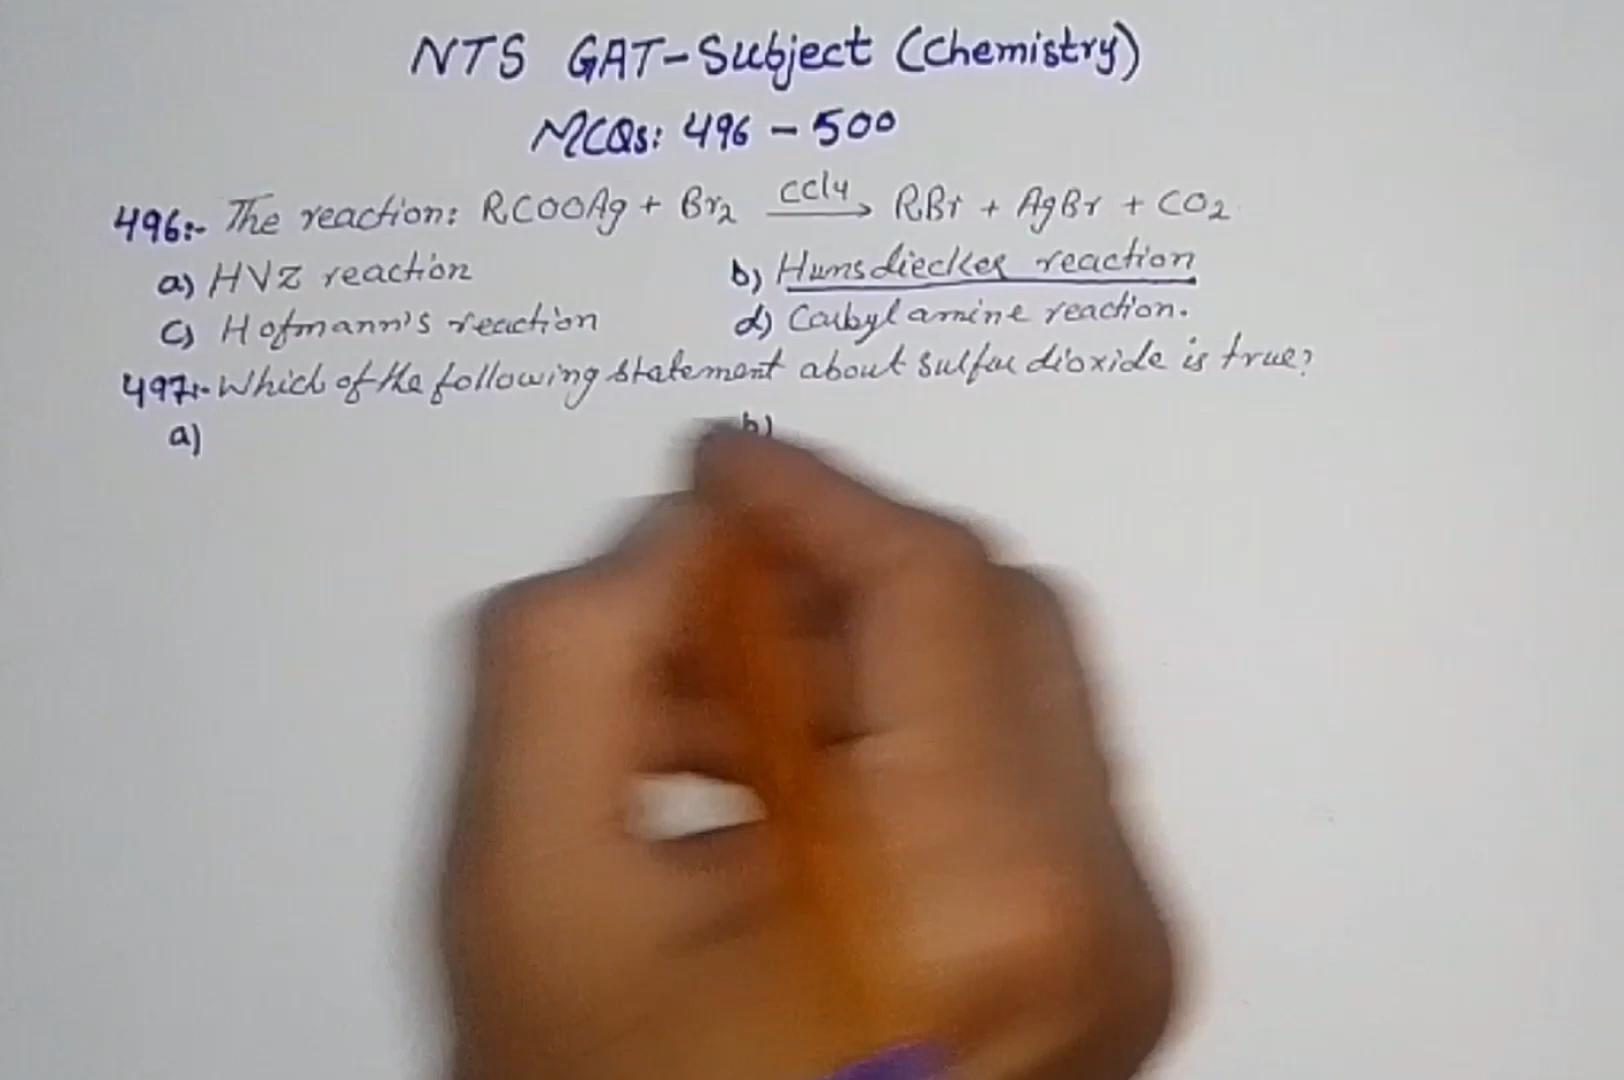 NTS GAT-Subject (Chemistry)
MCQs: 496 - 500
496:- The reaction: RCOOAg + Br2 CCl4 → RBr + AgBr + CO2
a) HVZ reaction b) Hunsdiecker reaction
c) Hofmann's reaction d) Carbylamine reaction.
497:- Which of the following statement about sulfur dioxide is true?
a) b)